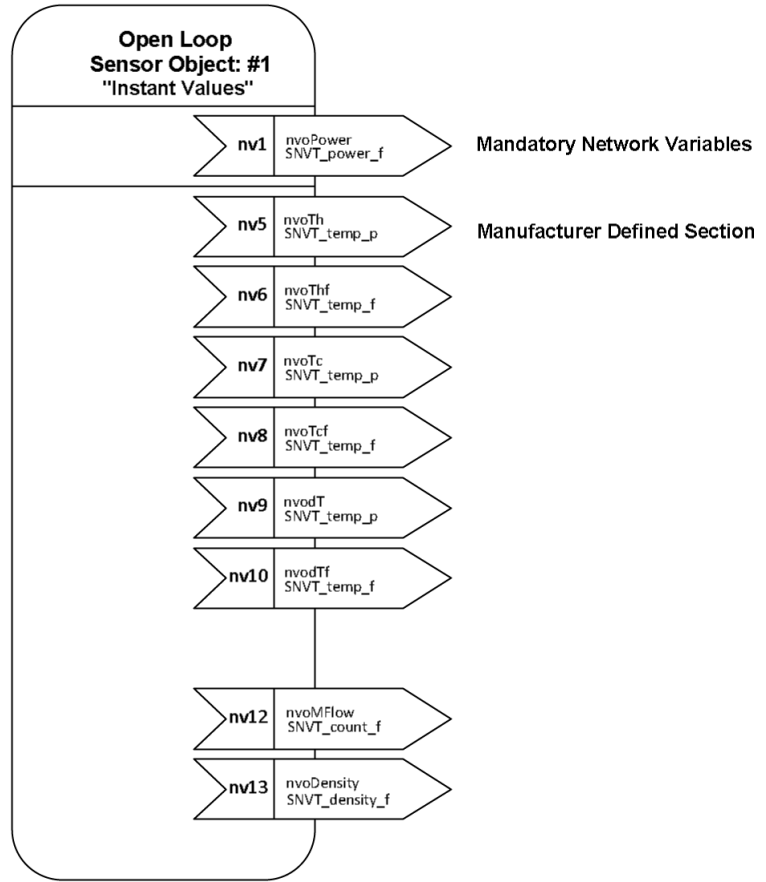 Open Loop
Sensor Object: #1
"Instant Values"
nv1
nvoPower
SNVT_power_f
Mandatory Network Variables
nv5
nvoTh
SNVT_temp_p
Manufacturer Defined Section
nv6
nvoThf
SNVT_temp_f
nv7
nvoTc
SNVT_temp_p
nv8
nvoTcf
SNVT_temp_f
nv9
nvodT
SNVT_temp_p
nv10
nvodTf
SNVT_temp_f
nv12
nvoMFlow
SNVT_count_f
nv13
nvoDensity
SNVT_density_f